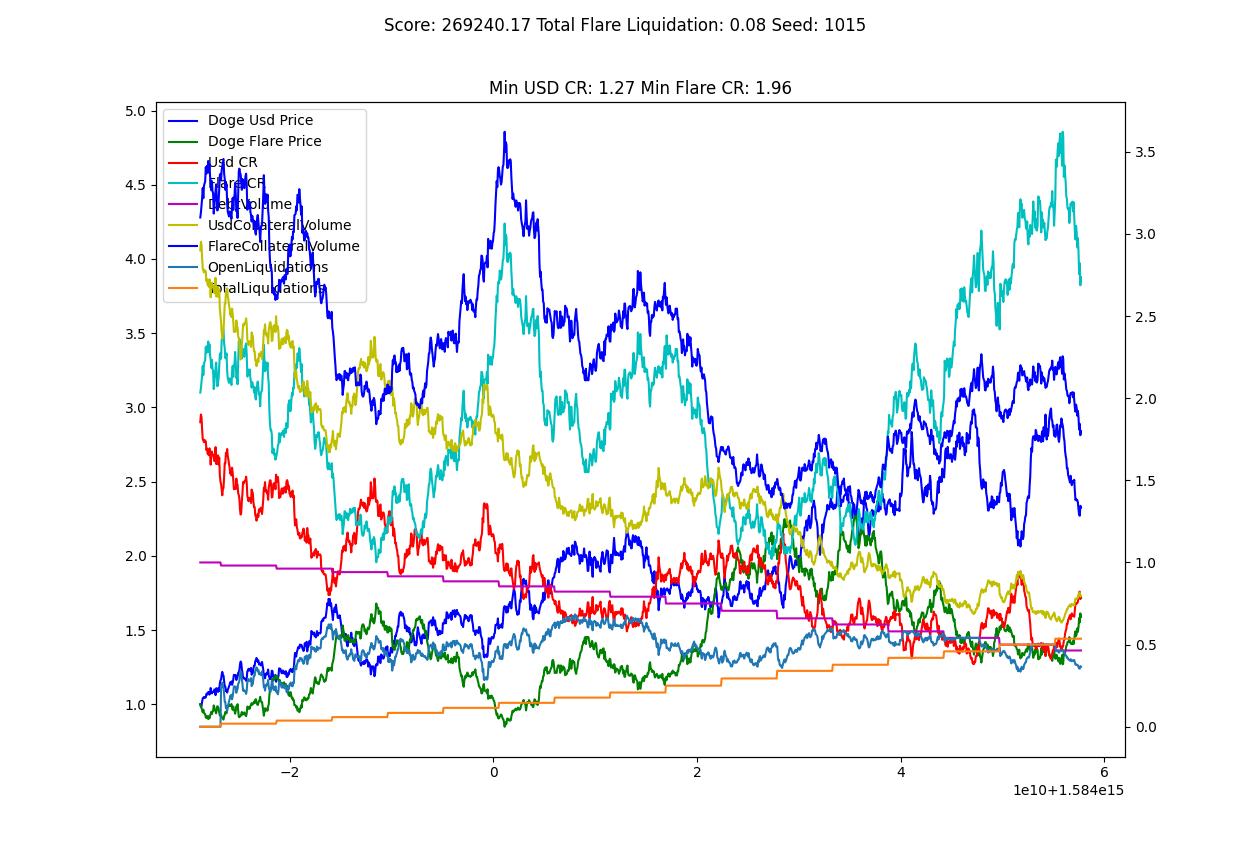 Score: 269240.17 Total Flare Liquidation: 0.08 Seed: 1015
Min USD CR: 1.27 Min Flare CR: 1.96
Doge Usd Price
Doge Flare Price
Usd CR
Flare CR
DebtVolume
UsdCollateralVolume
FlareCollateralVolume
OpenLiquidations
TotalLiquidations
5.0
4.5
4.0
3.5
3.0
2.5
2.0
1.5
1.0
3.5
3.0
2.5
2.0
1.5
1.0
0.5
0.0
−2
0
2
4
6
1e10+1.584e15